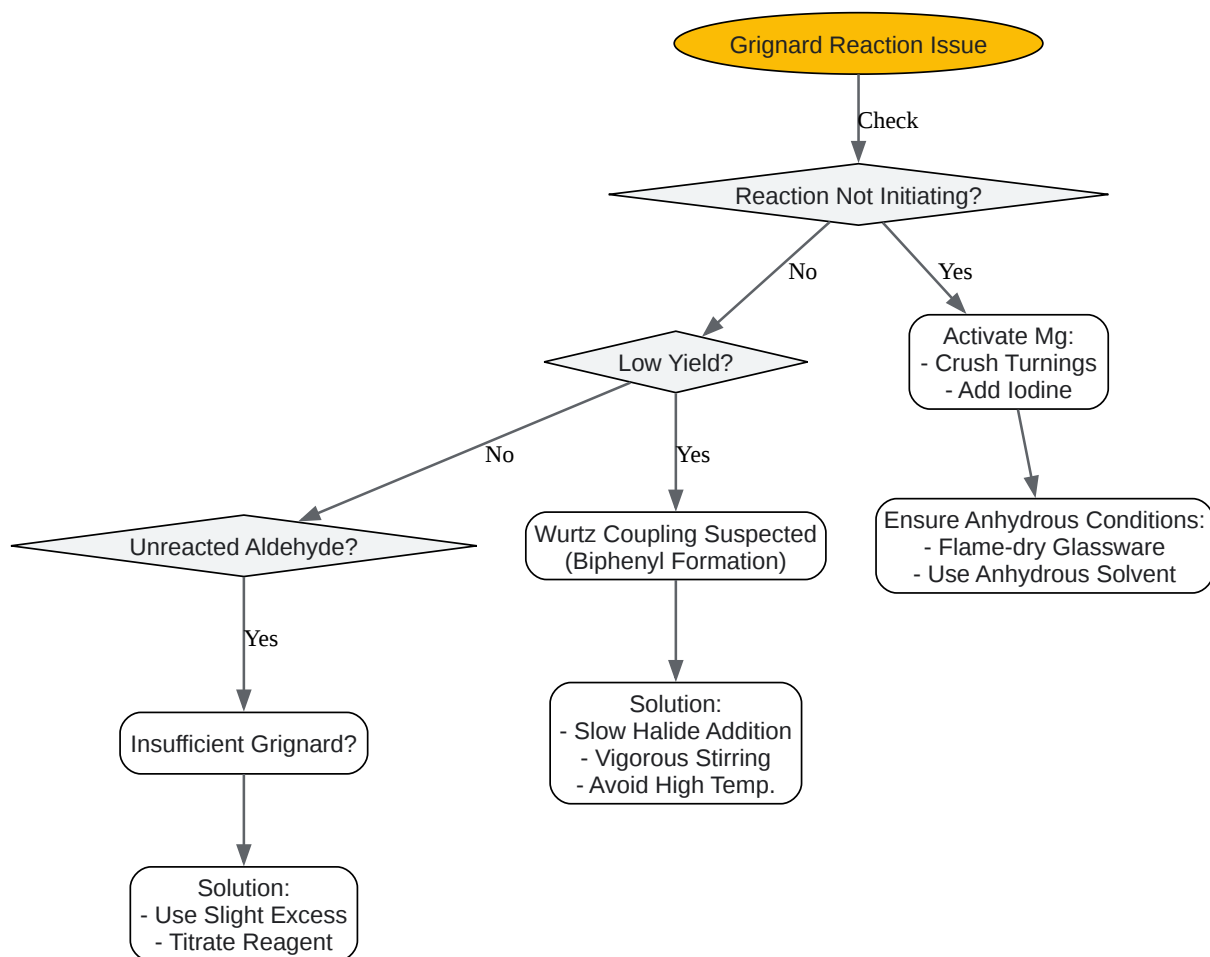 Grignard Reaction Issue
Check
Reaction Not Initiating?
No
Yes
Low Yield?
Activate Mg:
- Crush Turnings
- Add Iodine
No
Yes
Unreacted Aldehyde?
Wurtz Coupling Suspected
(Biphenyl Formation)
Ensure Anhydrous Conditions:
- Flame-dry Glassware
- Use Anhydrous Solvent
Yes
Insufficient Grignard?
Solution:
- Slow Halide Addition
- Vigorous Stirring
- Avoid High Temp.
Solution:
- Use Slight Excess
- Titrate Reagent